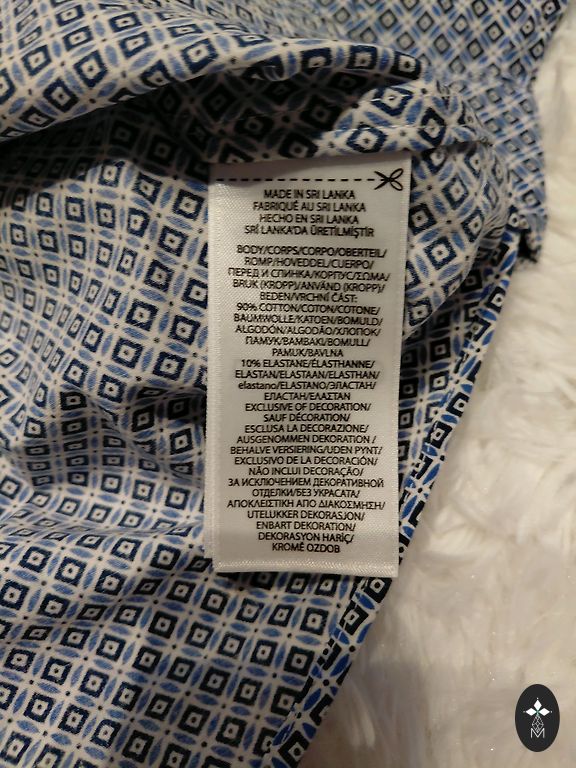 MADE IN SRI LANKA
FABRIQUÉ AU SRI LANKA
HECHO EN SRI LANKA
SRİ LANKA'DA ÜRETİLMİŞTİR
BODY/CORPS/CORPO/OBERTEIL/
ROMP/HOVEDDEL/CUERPO/
ПЕРЕД И СПИНКА/КОРПУС/ΣΩΜΑ/
BRUK (KROPP)/ANVÄND (KROPP)/
BEDEN/VRCHNÍ ČÁST:
90% COTTON/COTON/COTONE/
BAUMWOLLE/KATOEN/BOMULD/
ALGODÓN/ALGODÃO/ХЛОПОК/
ПАМУК/ΒΑΜΒΑΚΙ/BOMULL/
PAMUK/BAVLNA
10% ELASTANE/ÉLASTHANNE/
ELASTAN/ELASTAAN/ELASTHAN/
elastano/ELASTANO/ЭЛАСТАН/
ЕЛАСТАН/ΕΛΑΣΤΑΝ
EXCLUSIVE OF DECORATION/
SAUF DÉCORATION/
ESCLUSA LA DECORAZIONE/
AUSGENOMMEN DEKORATION /
BEHALVE VERSIERING/UDEN PYNT/
EXCLUSIVO DE LA DECORACIÓN/
NÃO INCLUI DECORAÇÃO/
ЗА ИСКЛЮЧЕНИЕМ ДЕКОРАТИВНОЙ
ОТДЕЛКИ/БЕЗ УКРАСАТА/
ΑΠΟΚΛΕΙΣΤΙΚΗ ΑΠΟ ΔΙΑΚΟΣΜΗΣΗ/
UTELUKKER DEKORASJON/
ENBART DEKORATION/
DEKORASYON HARİÇ/
KROMĚ OZDOB
M